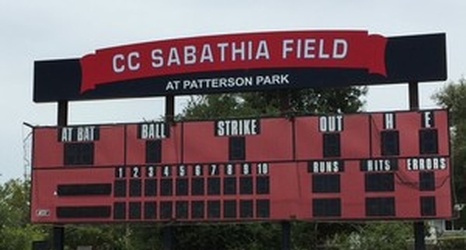 CC SABATHIA FIELD
AT PATTERSON PARK
AT BAT BALL STRIKE OUT H E
1 2 3 4 5 6 7 8 9 10 RUNS HITS ERRORS